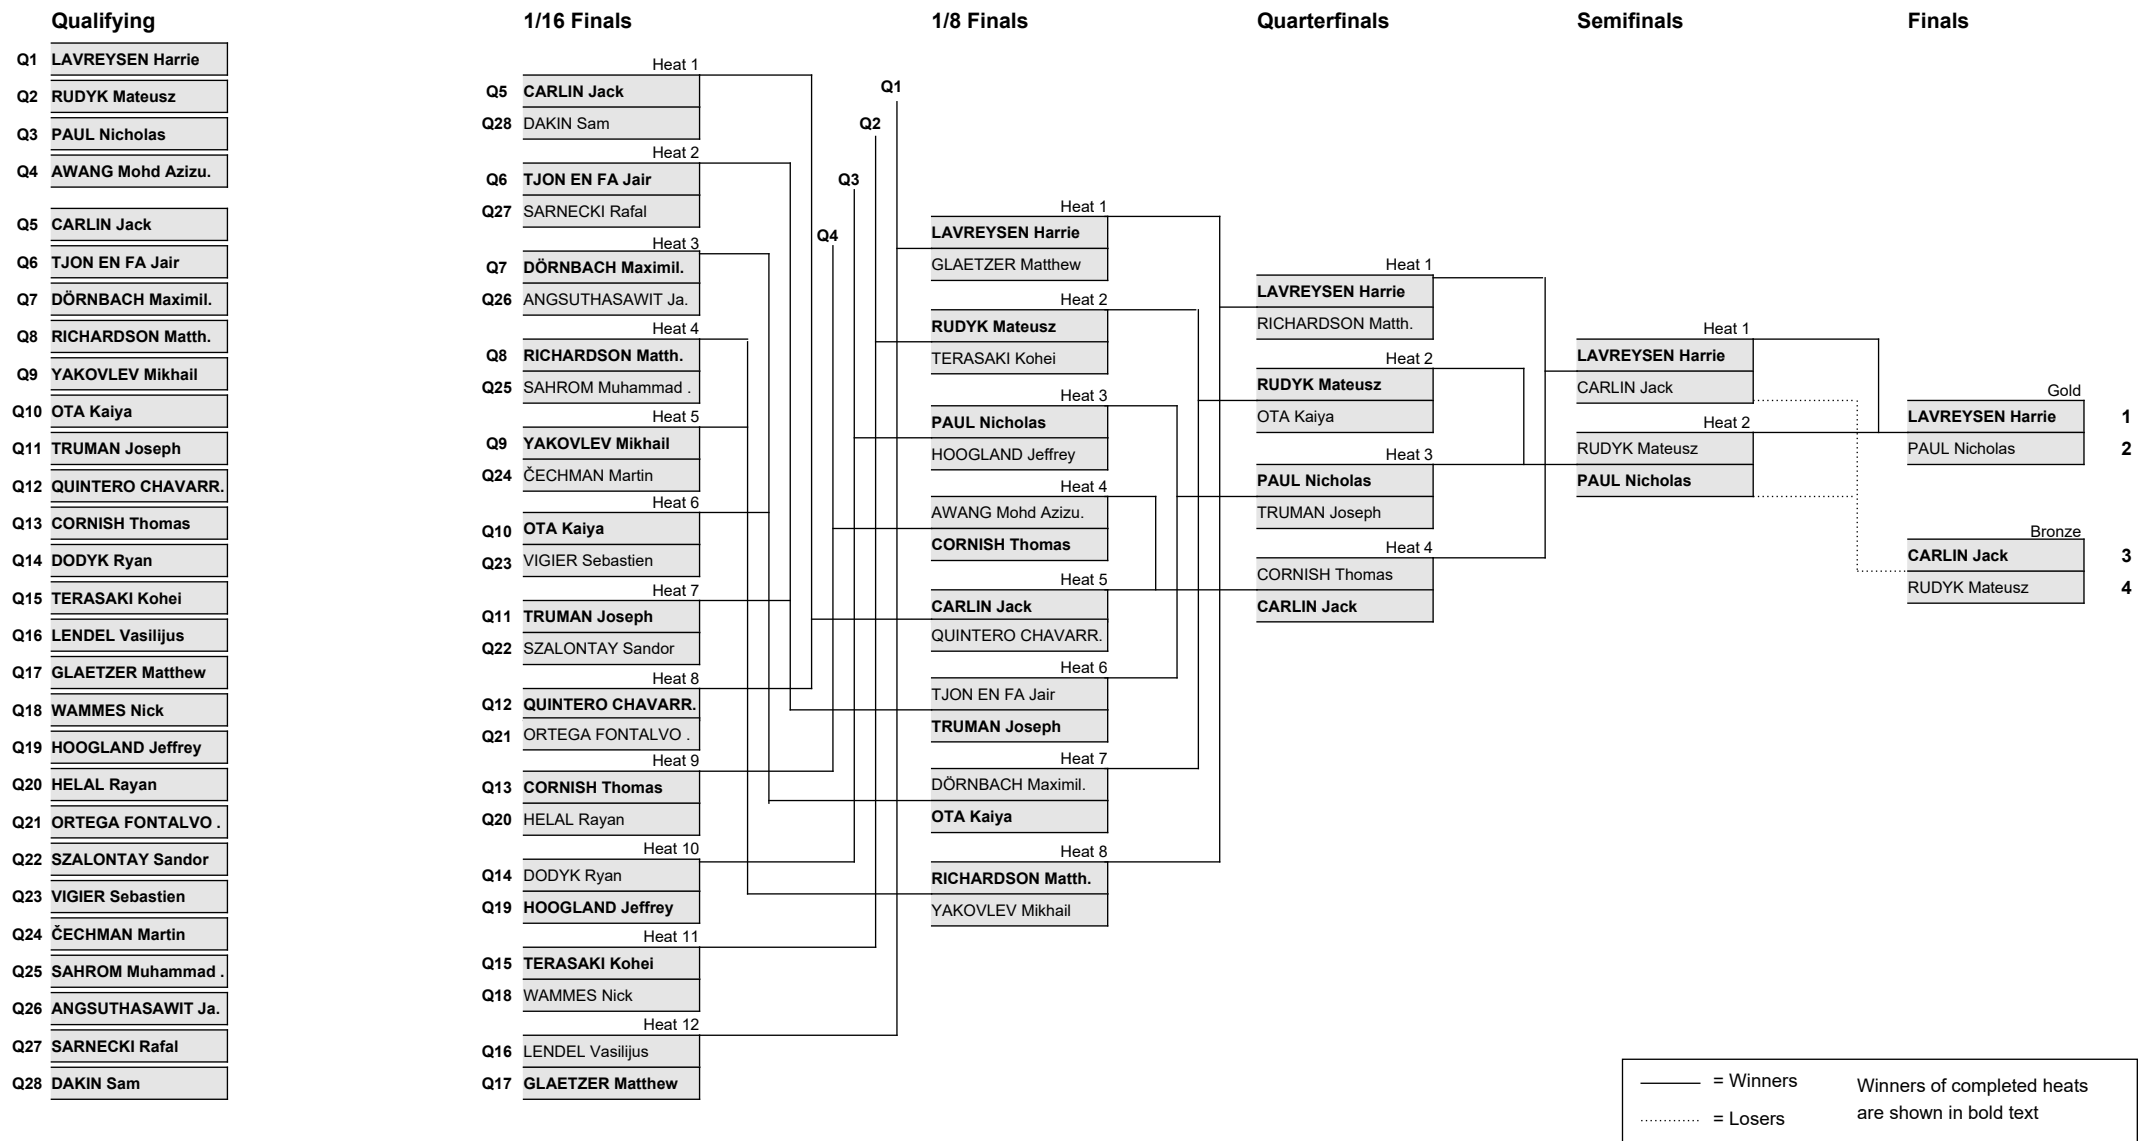 Qualifying
Q1 LAVREYSEN Harrie
Q2 RUDYK Mateusz
Q3 PAUL Nicholas
Q4 AWANG Mohd Azizu.
Q5 CARLIN Jack
Q6 TJON EN FA Jair
Q7 DÖRNBACH Maximil.
Q8 RICHARDSON Matth.
Q9 YAKOVLEV Mikhail
Q10 OTA Kaiya
Q11 TRUMAN Joseph
Q12 QUINTERO CHAVARR.
Q13 CORNISH Thomas
Q14 DODYK Ryan
Q15 TERASAKI Kohei
Q16 LENDEL Vasilijus
Q17 GLAETZER Matthew
Q18 WAMMES Nick
Q19 HOOGLAND Jeffrey
Q20 HELAL Rayan
Q21 ORTEGA FONTALVO .
Q22 SZALONTAY Sandor
Q23 VIGIER Sebastien
Q24 ČECHMAN Martin
Q25 SAHROM Muhammad .
Q26 ANGSUTHASAWIT Ja.
Q27 SARNECKI Rafal
Q28 DAKIN Sam
1/16 Finals
Heat 1
Q5 CARLIN Jack
Q28 DAKIN Sam
Heat 2
Q6 TJON EN FA Jair
Q27 SARNECKI Rafal
Heat 3
Q7 DÖRNBACH Maximil.
Q26 ANGSUTHASAWIT Ja.
Heat 4
Q8 RICHARDSON Matth.
Q25 SAHROM Muhammad .
Heat 5
Q9 YAKOVLEV Mikhail
Q24 ČECHMAN Martin
Heat 6
Q10 OTA Kaiya
Q23 VIGIER Sebastien
Heat 7
Q11 TRUMAN Joseph
Q22 SZALONTAY Sandor
Heat 8
Q12 QUINTERO CHAVARR.
Q21 ORTEGA FONTALVO .
Heat 9
Q13 CORNISH Thomas
Q20 HELAL Rayan
Heat 10
Q14 DODYK Ryan
Q19 HOOGLAND Jeffrey
Heat 11
Q15 TERASAKI Kohei
Q18 WAMMES Nick
Heat 12
Q16 LENDEL Vasilijus
Q17 GLAETZER Matthew
Q1
Q2
Q3
Q4
1/8 Finals
Heat 1
LAVREYSEN Harrie
GLAETZER Matthew
Heat 2
RUDYK Mateusz
TERASAKI Kohei
Heat 3
PAUL Nicholas
HOOGLAND Jeffrey
Heat 4
AWANG Mohd Azizu.
CORNISH Thomas
Heat 5
CARLIN Jack
QUINTERO CHAVARR.
Heat 6
TJON EN FA Jair
TRUMAN Joseph
Heat 7
DÖRNBACH Maximil.
OTA Kaiya
Heat 8
RICHARDSON Matth.
YAKOVLEV Mikhail
Quarterfinals
Heat 1
LAVREYSEN Harrie
RICHARDSON Matth.
Heat 2
RUDYK Mateusz
OTA Kaiya
Heat 3
PAUL Nicholas
TRUMAN Joseph
Heat 4
CORNISH Thomas
CARLIN Jack
Semifinals
Heat 1
LAVREYSEN Harrie
CARLIN Jack
Heat 2
RUDYK Mateusz
PAUL Nicholas
Finals
Gold
LAVREYSEN Harrie 1
PAUL Nicholas 2
Bronze
CARLIN Jack 3
RUDYK Mateusz 4
= Winners
= Losers
Winners of completed heats
are shown in bold text